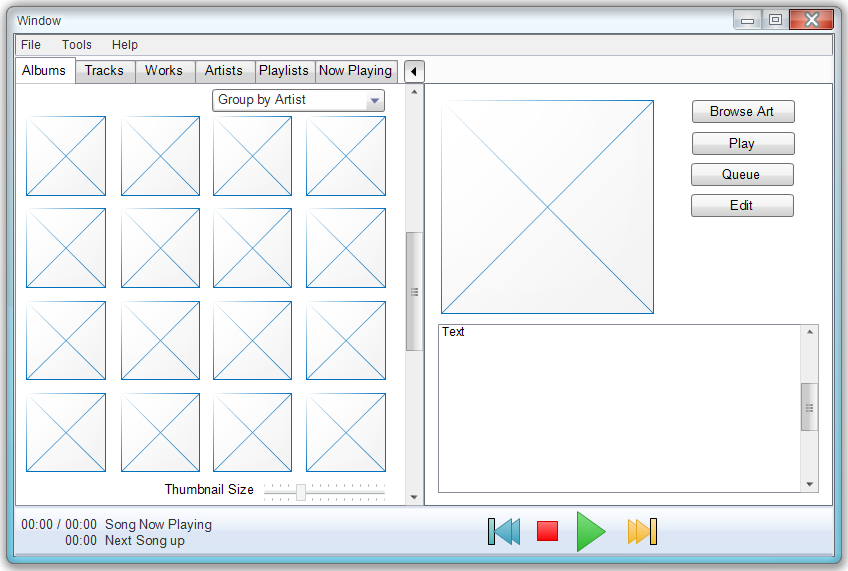 Window
File Tools Help
Albums Tracks Works Artists Playlists Now Playing
Group by Artist
Browse Art
Play
Queue
Edit
Text
Thumbnail Size
00:00 / 00:00 Song Now Playing
00:00 Next Song up